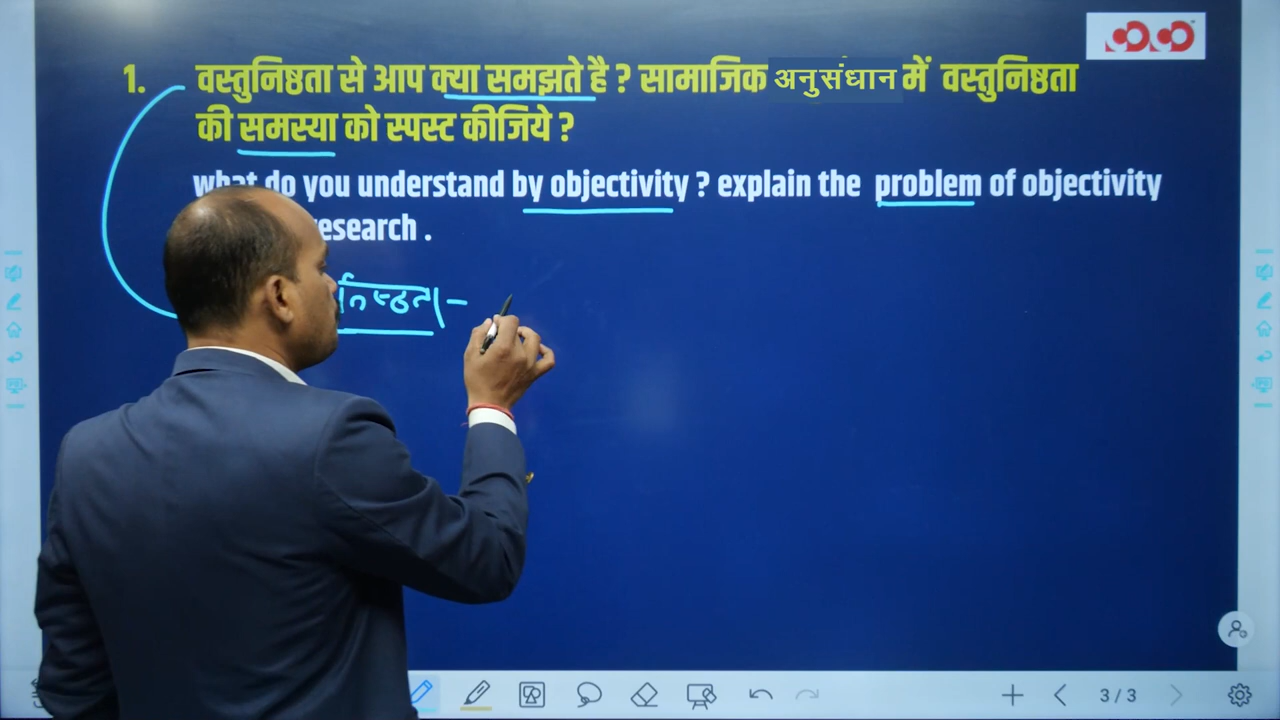 1. वस्तुनिष्ठता से आप क्या समझते है ? सामाजिक अनुसंधान में वस्तुनिष्ठता
की समस्या को स्पस्ट कीजिये ?
what do you understand by objectivity ? explain the problem of objectivity
research .
निष्ठता -
3/3